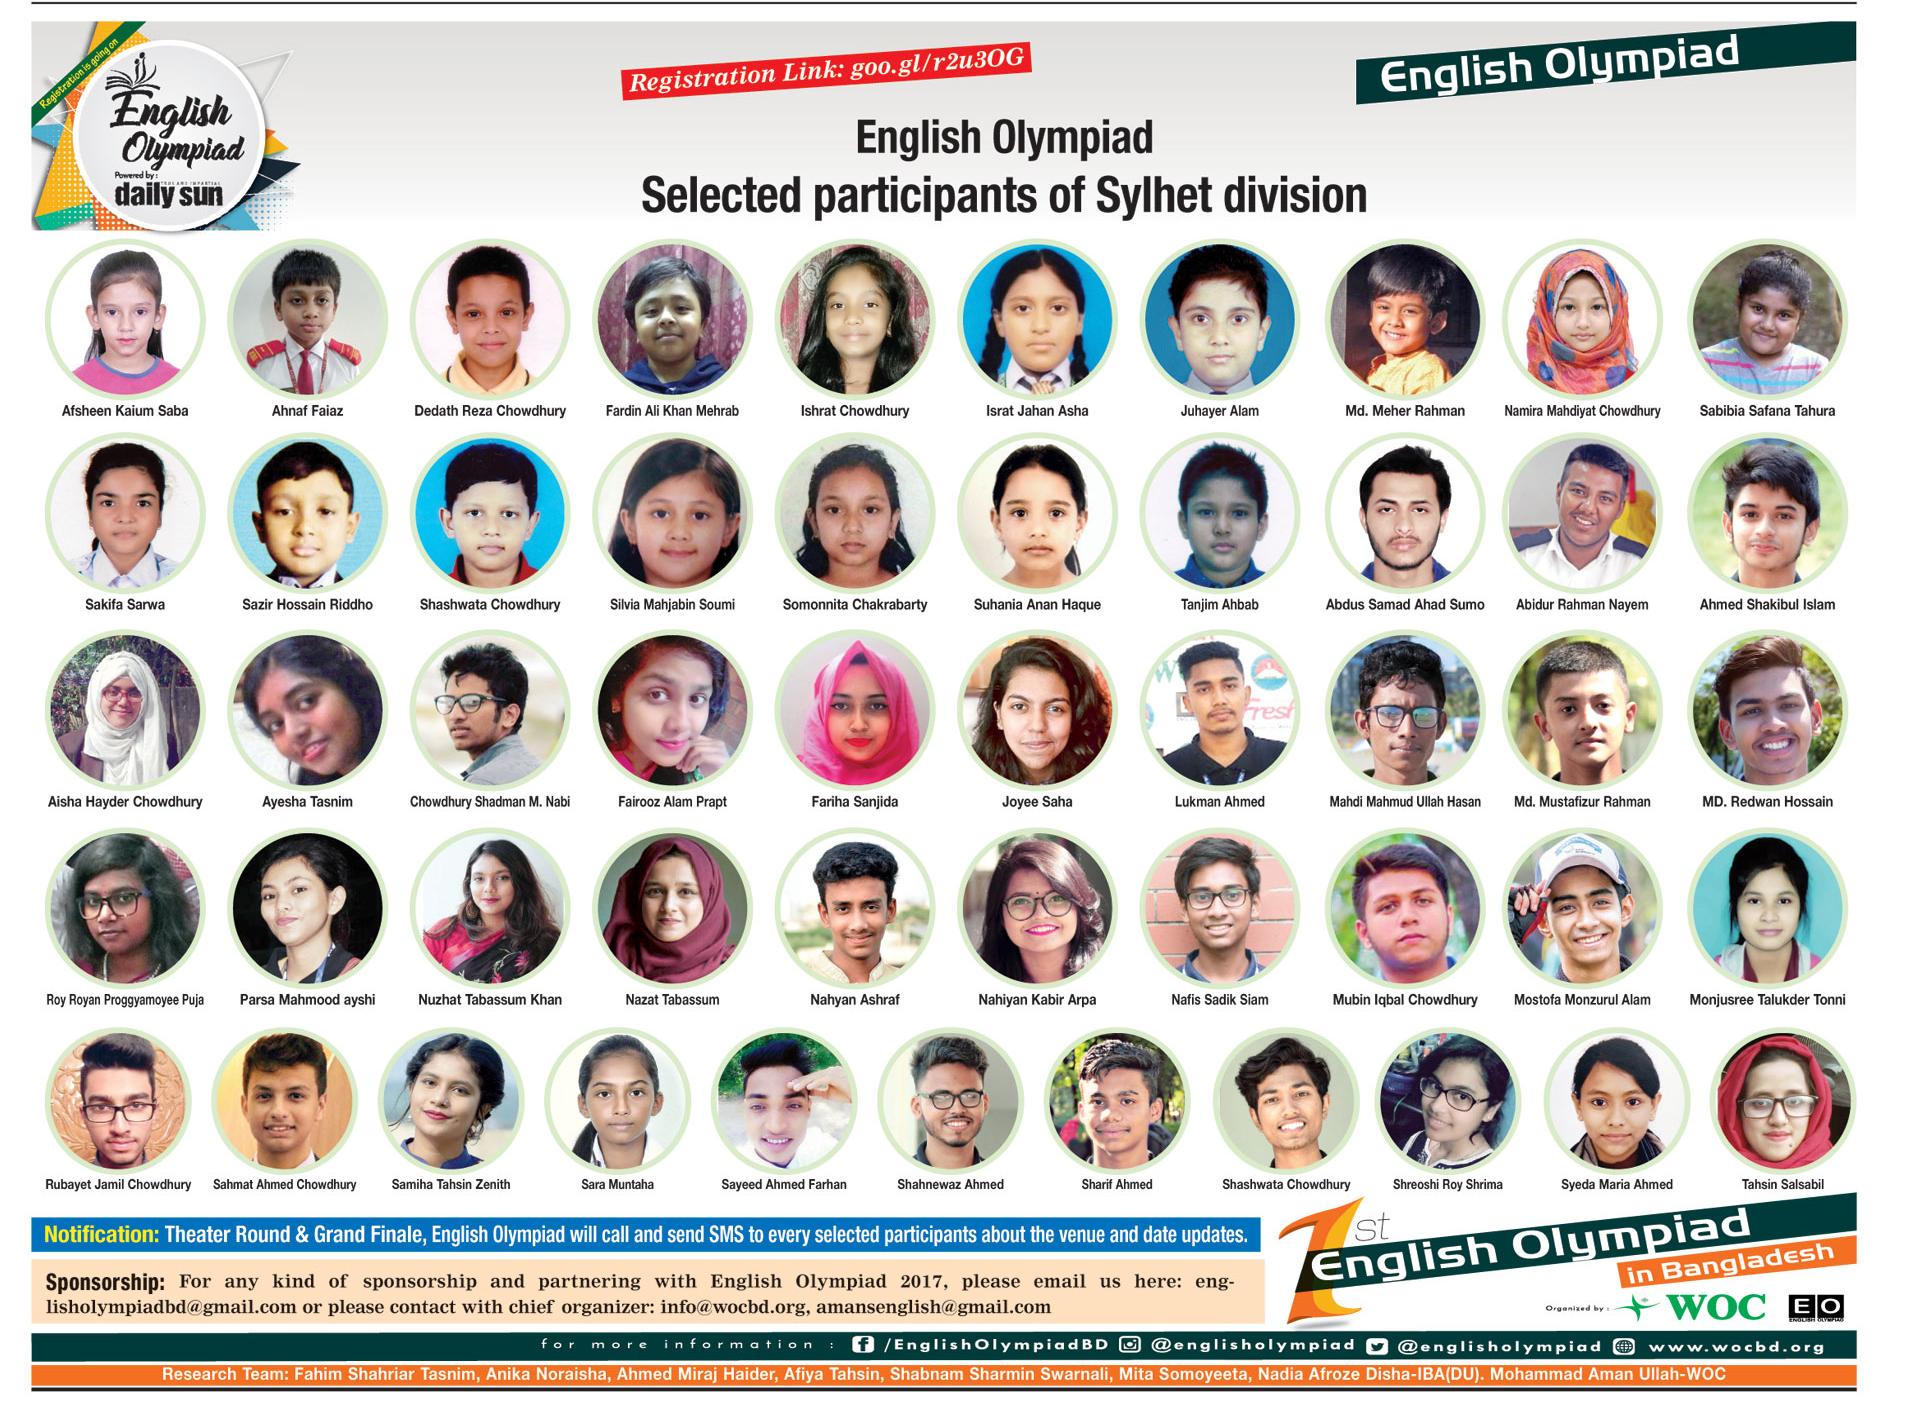 Registration is going on
English
Olympiad
Powered by :
TRUE AND IMPARTIAL
daily sun
Registration Link: goo.gl/r2u3OG
English Olympiad
English Olympiad
Selected participants of Sylhet division
Afsheen Kaium Saba
Ahnaf Faiaz
Dedath Reza Chowdhury
Fardin Ali Khan Mehrab
Ishrat Chowdhury
Israt Jahan Asha
Juhayer Alam
Md. Meher Rahman
Namira Mahdiyat Chowdhury
Sabibia Safana Tahura
Sakifa Sarwa
Sazir Hossain Riddho
Shashwata Chowdhury
Silvia Mahjabin Soumi
Somonnita Chakrabarty
Suhania Anan Haque
Tanjim Ahbab
Abdus Samad Ahad Sumo
Abidur Rahman Nayem
Ahmed Shakibul Islam
Fresh
Aisha Hayder Chowdhury
Ayesha Tasnim
Chowdhury Shadman M. Nabi
Fairooz Alam Prapt
Fariha Sanjida
Joyee Saha
Lukman Ahmed
Mahdi Mahmud Ullah Hasan
Md. Mustafizur Rahman
MD. Redwan Hossain
Roy Royan Proggyamoyee Puja
Parsa Mahmood ayshi
Nuzhat Tabassum Khan
Nazat Tabassum
Nahyan Ashraf
Nahiyan Kabir Arpa
Nafis Sadik Siam
Mubin Iqbal Chowdhury
Mostofa Monzurul Alam
Monjusree Talukder Tonni
Rubayet Jamil Chowdhury
Sahmat Ahmed Chowdhury
Samiha Tahsin Zenith
Sara Muntaha
Sayeed Ahmed Farhan
Shahnewaz Ahmed
Sharif Ahmed
Shashwata Chowdhury
Shreoshi Roy Shrima
Syeda Maria Ahmed
Tahsin Salsabil
Notification: Theater Round & Grand Finale, English Olympiad will call and send SMS to every selected participants about the venue and date updates.
Sponsorship: For any kind of sponsorship and partnering with English Olympiad 2017, please email us here: eng-
lisholympiadbd@gmail.com or please contact with chief organizer: info@wocbd.org, amansenglish@gmail.com
1st
English Olympiad
in Bangladesh
Organized by : WOC EO
ENGLISH OLYMPIAD
for more information : /EnglishOlympiadBD @englisholympiad @englisholympiad www.wocbd.org
Research Team: Fahim Shahriar Tasnim, Anika Noraisha, Ahmed Miraj Haider, Afiya Tahsin, Shabnam Sharmin Swarnali, Mita Somoyeeta, Nadia Afroze Disha-IBA(DU). Mohammad Aman Ullah-WOC